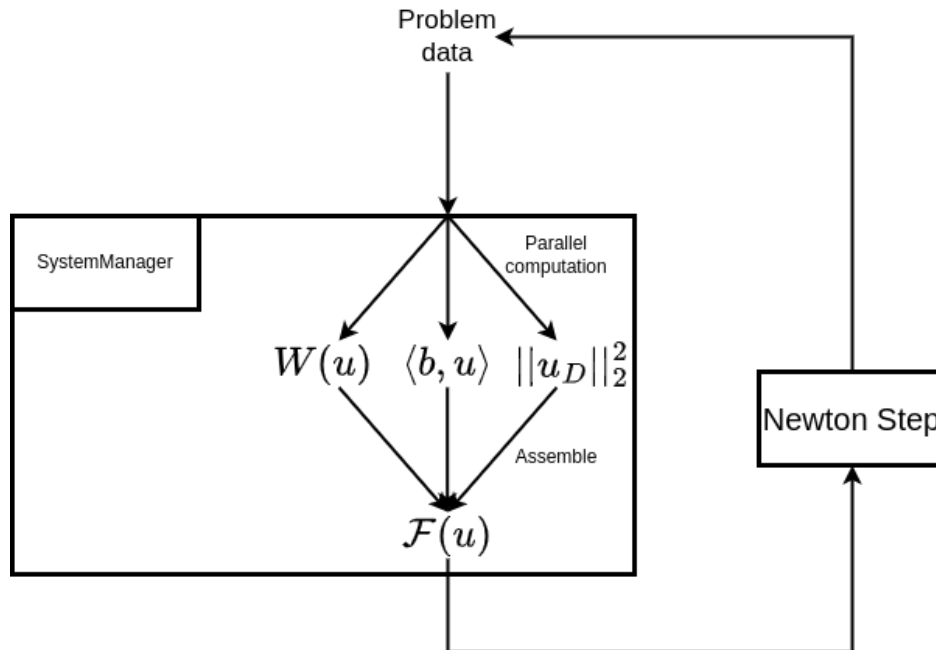 Problem
data
SystemManager
Parallel
computation
W(u) ⟨b, u⟩ ||u_D||_2^2
Assemble
ℱ(u)
Newton Step